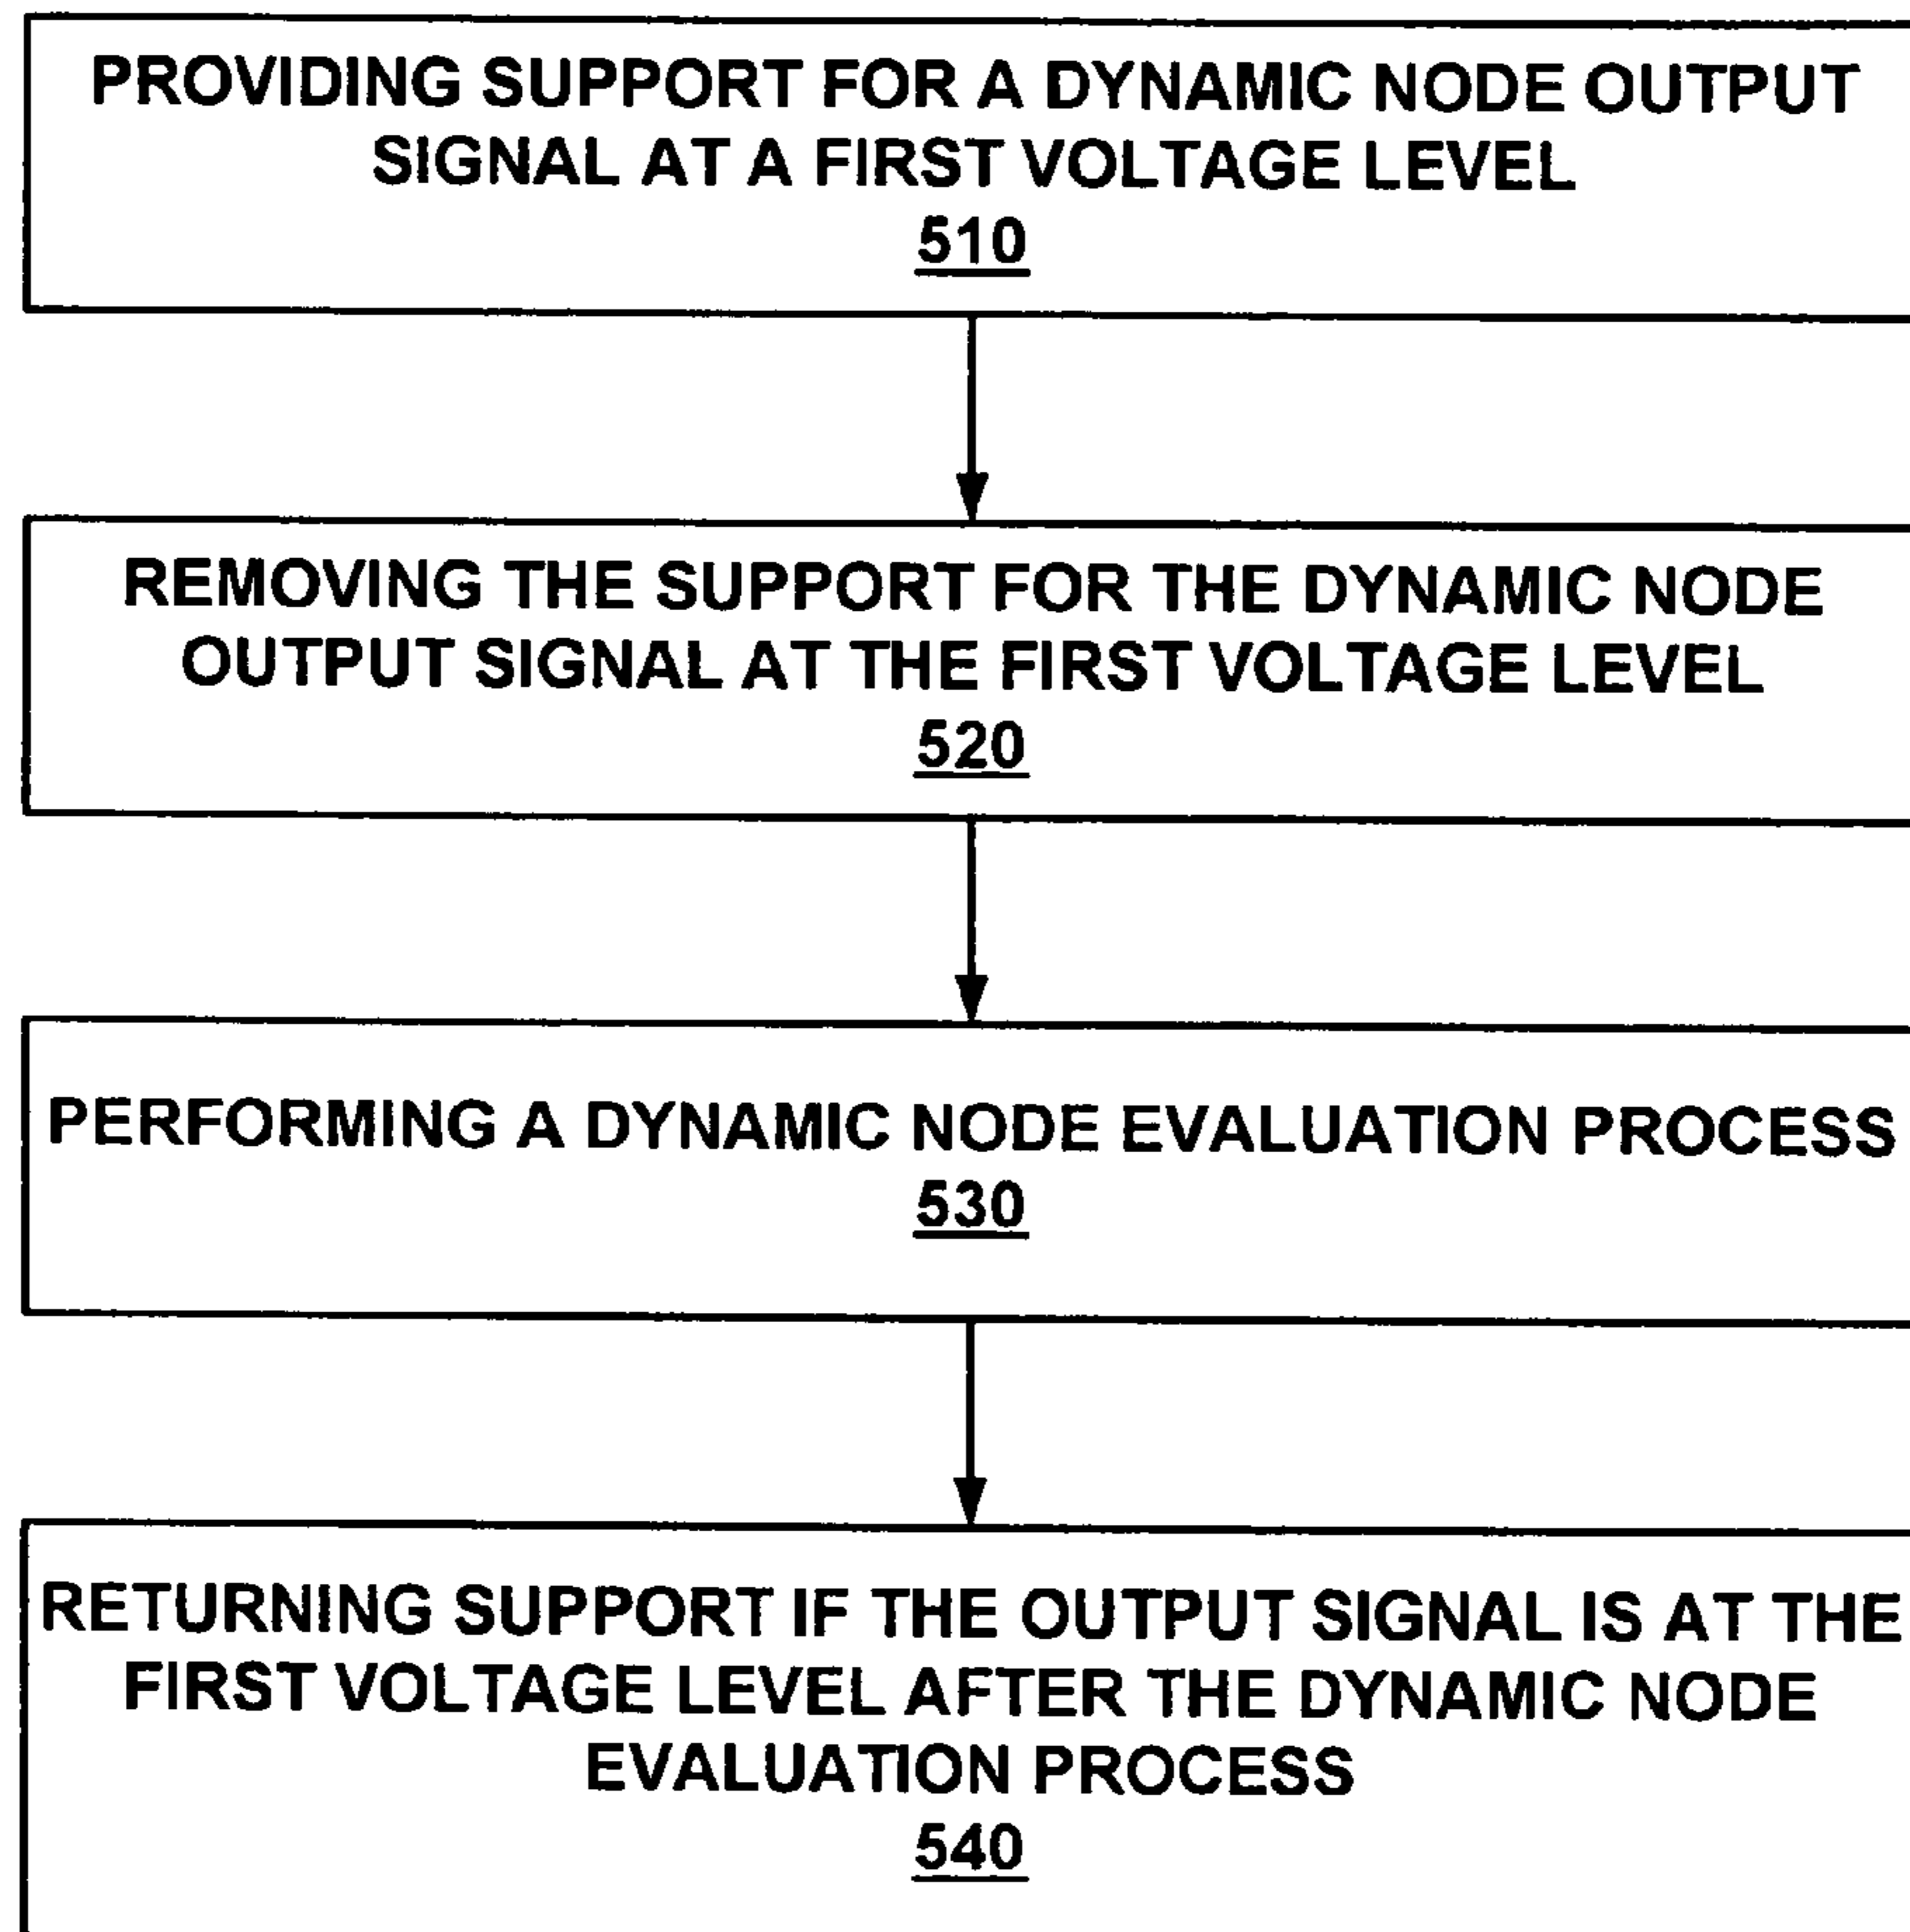 PROVIDING SUPPORT FOR A DYNAMIC NODE OUTPUT
SIGNAL AT A FIRST VOLTAGE LEVEL
510
REMOVING THE SUPPORT FOR THE DYNAMIC NODE
OUTPUT SIGNAL AT THE FIRST VOLTAGE LEVEL
520
PERFORMING A DYNAMIC NODE EVALUATION PROCESS
530
RETURNING SUPPORT IF THE OUTPUT SIGNAL IS AT THE
FIRST VOLTAGE LEVEL AFTER THE DYNAMIC NODE
EVALUATION PROCESS
540